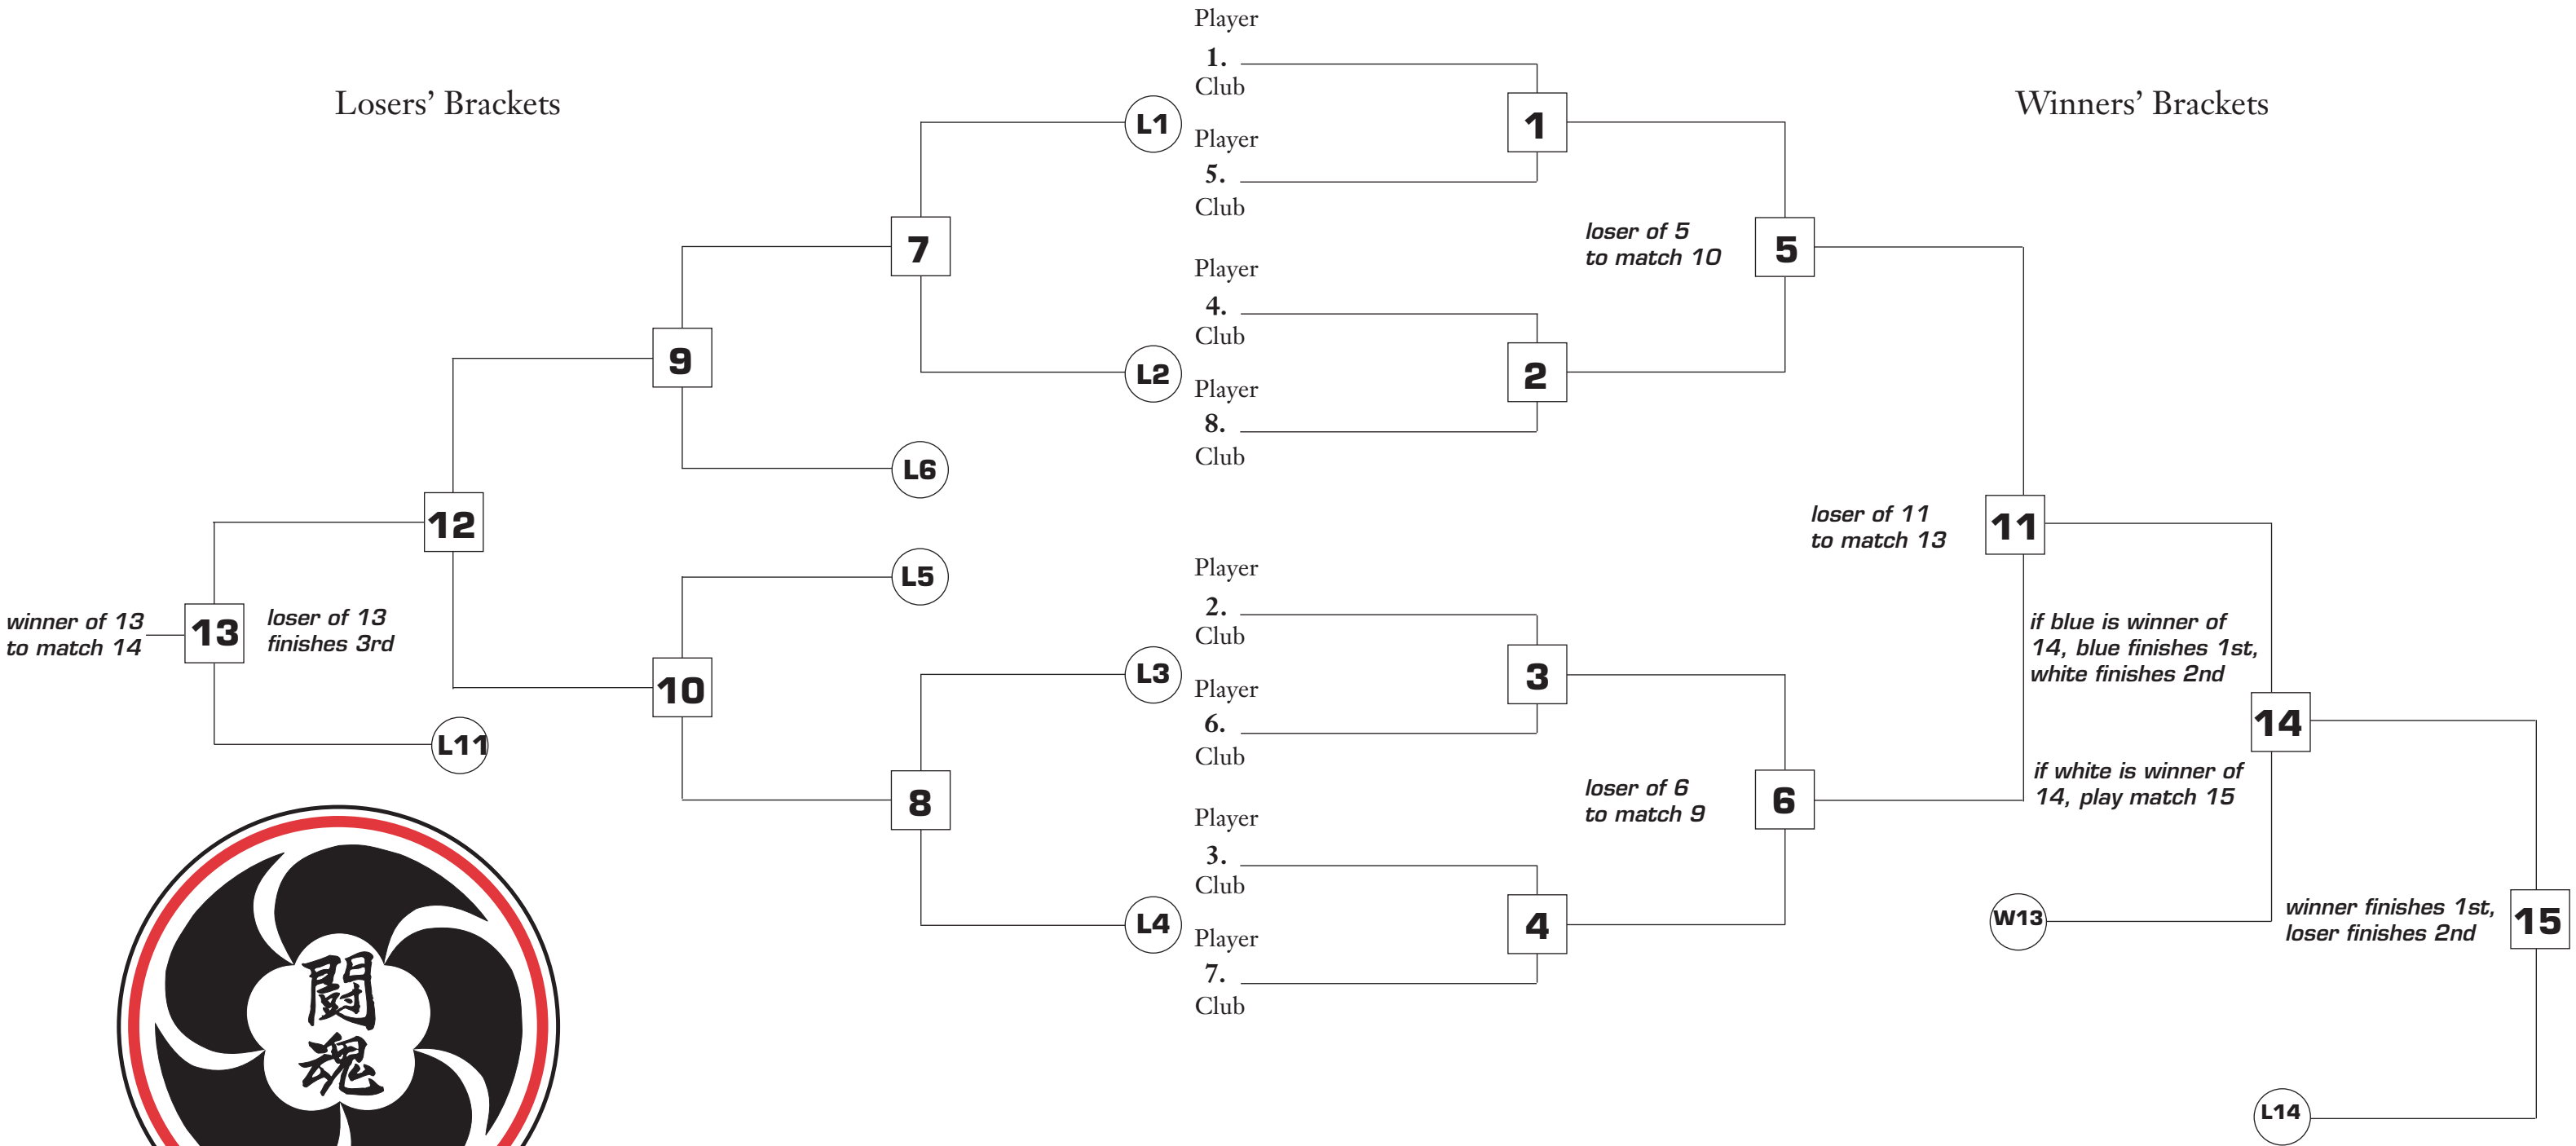 Losers' Brackets
Winners' Brackets
Player
1.
Club
Player
5.
Club
Player
4.
Club
Player
8.
Club
Player
2.
Club
Player
6.
Club
Player
3.
Club
Player
7.
Club
L1
L2
L3
L4
7
8
L6
L5
9
10
12
L11
13
winner of 13
to match 14
loser of 13
finishes 3rd
1
2
3
4
loser of 5
to match 10
5
loser of 6
to match 9
6
loser of 11
to match 13
11
if blue is winner of
14, blue finishes 1st,
white finishes 2nd
14
if white is winner of
14, play match 15
W13
winner finishes 1st,
loser finishes 2nd
15
L14
闘
魂